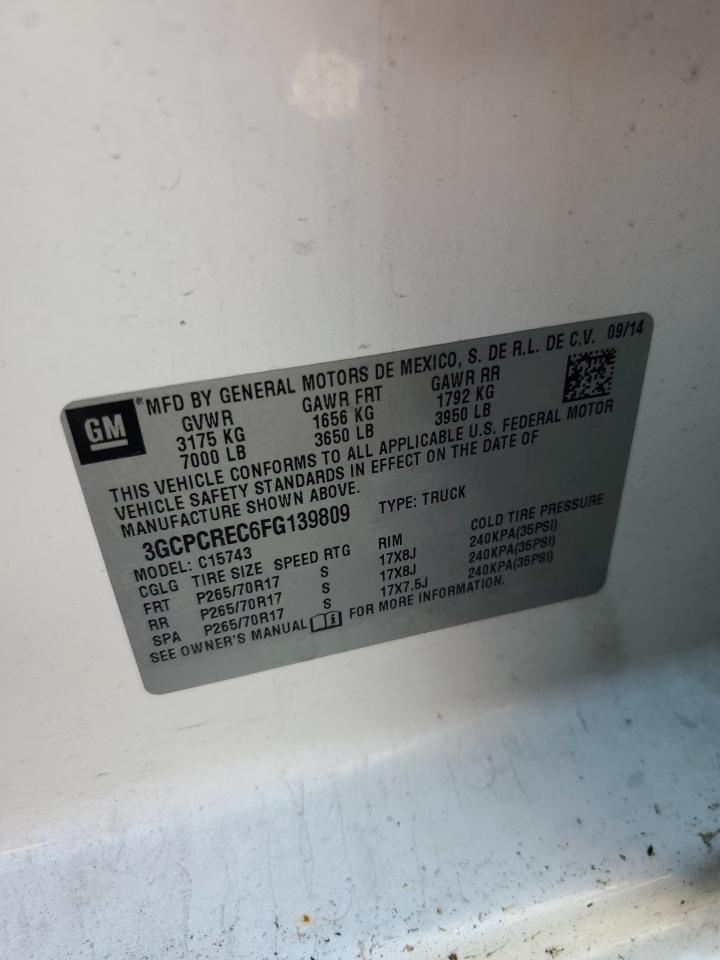 GM ® MFD BY GENERAL MOTORS DE MEXICO, S. DE R.L. DE C.V. 09/14
GVWR GAWR FRT GAWR RR
3175 KG 1656 KG 1792 KG
7000 LB 3650 LB 3950 LB
THIS VEHICLE CONFORMS TO ALL APPLICABLE U.S. FEDERAL MOTOR
VEHICLE SAFETY STANDARDS IN EFFECT ON THE DATE OF
MANUFACTURE SHOWN ABOVE.
3GCPCREC6FG139809 TYPE: TRUCK
MODEL: C15743
CGLG TIRE SIZE SPEED RTG RIM COLD TIRE PRESSURE
FRT P265/70R17 S 17X8J 240KPA(35PSI)
RR P265/70R17 S 17X8J 240KPA(35PSI)
SPA P265/70R17 S 17X7.5J 240KPA(35PSI)
SEE OWNER'S MANUAL FOR MORE INFORMATION.